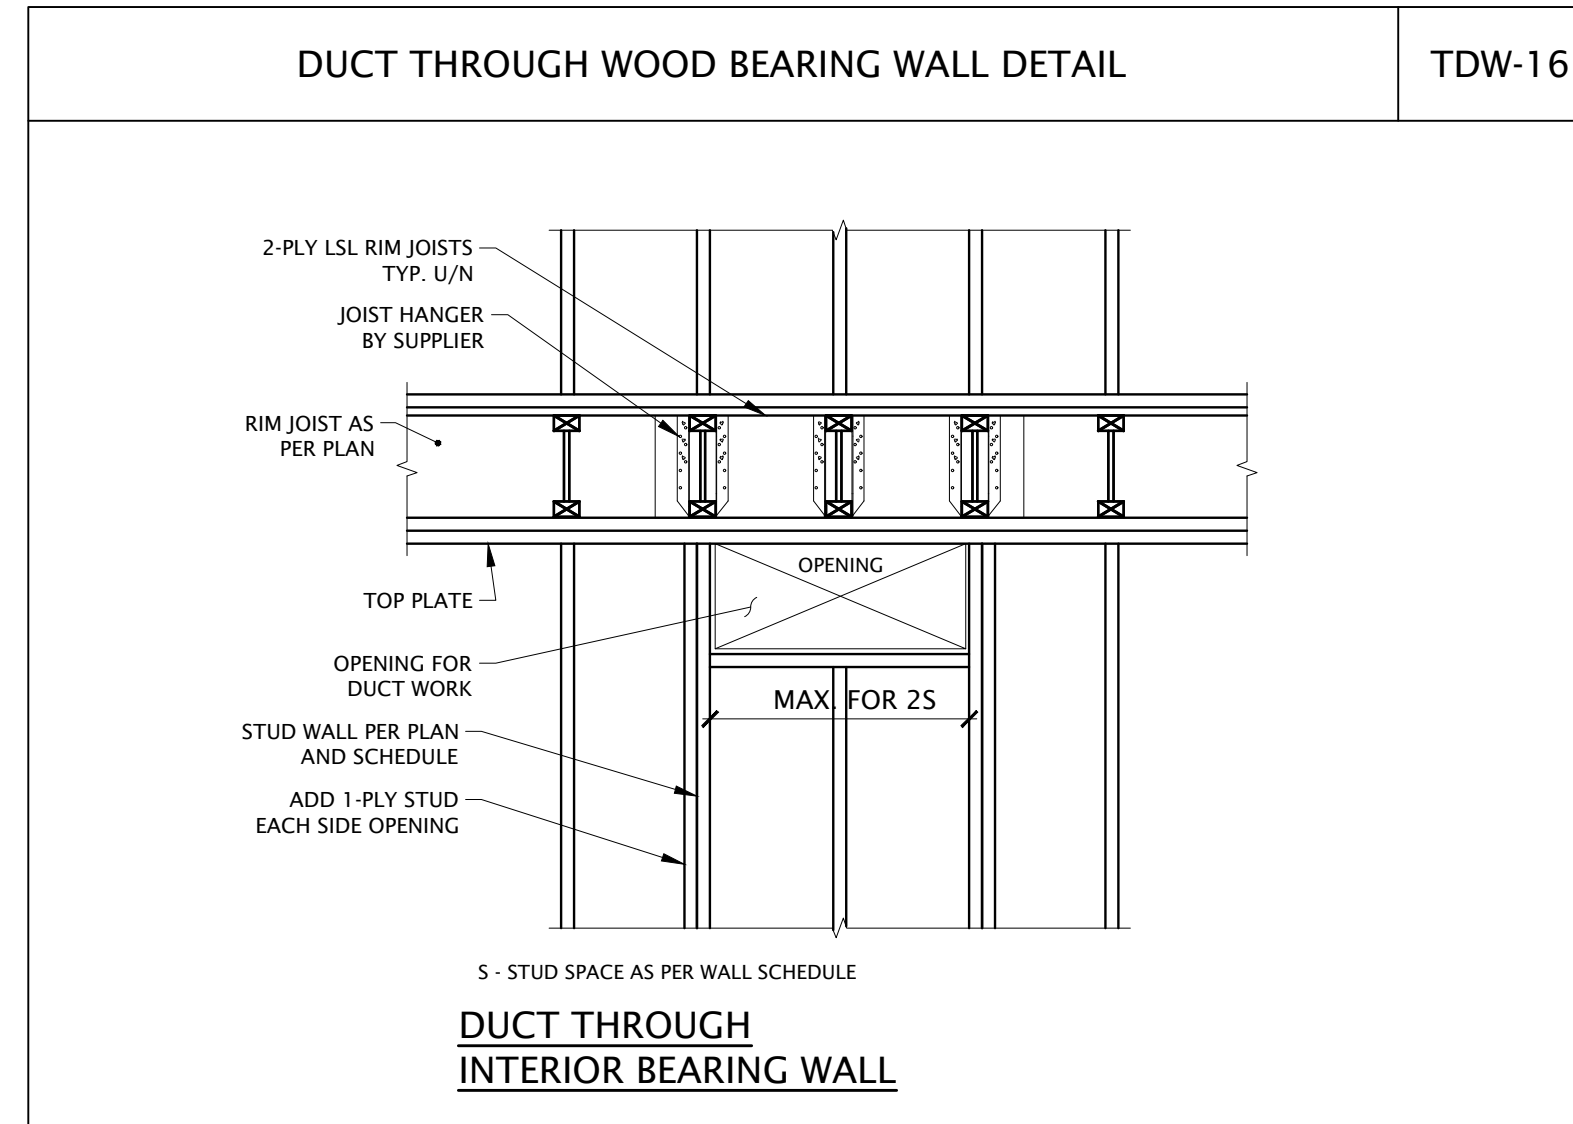 DUCT THROUGH WOOD BEARING WALL DETAIL
TDW-16
2-PLY LSL RIM JOISTS
TYP. U/N
JOIST HANGER
BY SUPPLIER
RIM JOIST AS
PER PLAN
OPENING
TOP PLATE
OPENING FOR
DUCT WORK
MAX. FOR 2S
STUD WALL PER PLAN
AND SCHEDULE
ADD 1-PLY STUD
EACH SIDE OPENING
S - STUD SPACE AS PER WALL SCHEDULE
DUCT THROUGH
INTERIOR BEARING WALL